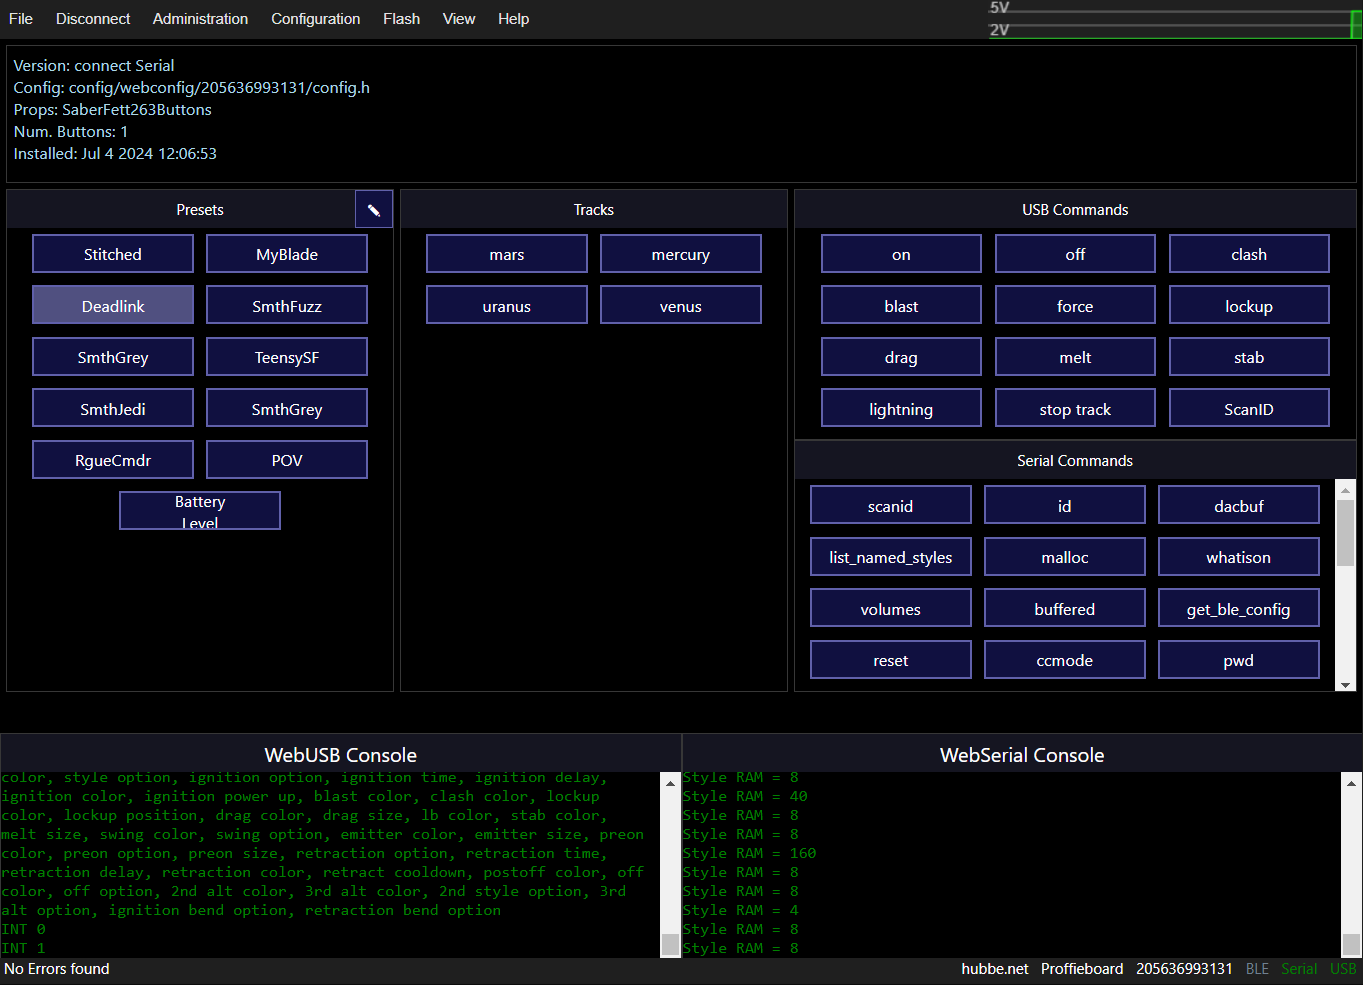 File Disconnect Administration Configuration Flash View Help
5V
2V
Version: connect Serial
Config: config/webconfig/205636993131/config.h
Props: SaberFett263Buttons
Num. Buttons: 1
Installed: Jul 4 2024 12:06:53
Presets
Stitched MyBlade
Deadlink SmthFuzz
SmthGrey TeensySF
SmthJedi SmthGrey
RgueCmdr POV
Battery
Level
Tracks
mars mercury
uranus venus
USB Commands
on off clash
blast force lockup
drag melt stab
lightning stop track ScanID
Serial Commands
scanid id dacbuf
list_named_styles malloc whatison
volumes buffered get_ble_config
reset ccmode pwd
WebUSB Console
color, style option, ignition option, ignition time, ignition delay,
ignition color, ignition power up, blast color, clash color, lockup
color, lockup position, drag color, drag size, lb color, stab color,
melt size, swing color, swing option, emitter color, emitter size, preon
color, preon option, preon size, retraction option, retraction time,
retraction delay, retraction color, retract cooldown, postoff color, off
color, off option, 2nd alt color, 3rd alt color, 2nd style option, 3rd
alt option, ignition bend option, retraction bend option
INT 0
INT 1
WebSerial Console
Style RAM = 8
Style RAM = 40
Style RAM = 8
Style RAM = 8
Style RAM = 160
Style RAM = 8
Style RAM = 8
Style RAM = 4
Style RAM = 8
Style RAM = 8
No Errors found
hubbe.net Proffieboard 205636993131 BLE Serial USB